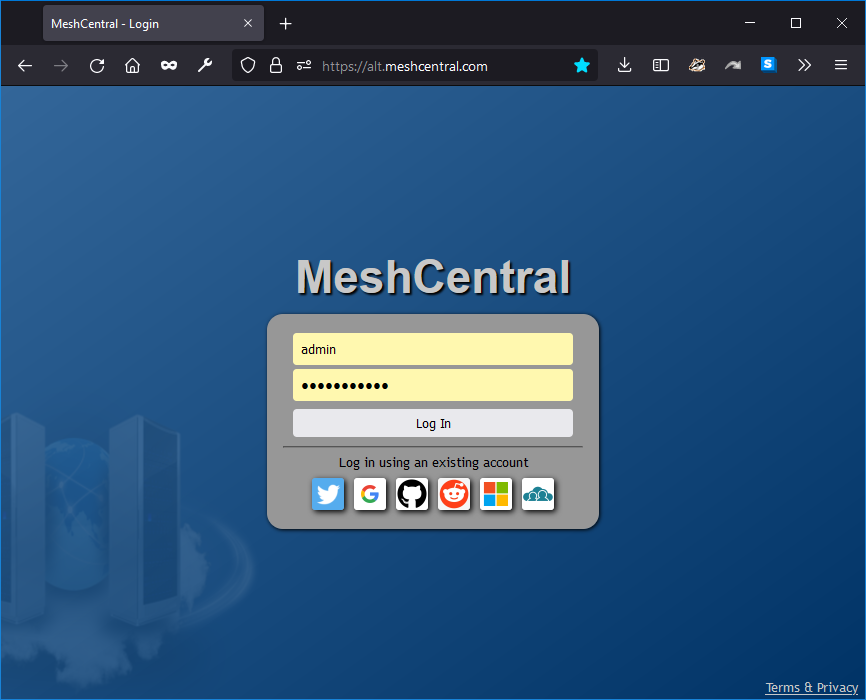 MeshCentral - Login
https://alt.meshcentral.com
S
MeshCentral
admin
•••••••••••
Log In
Log in using an existing account
G
Terms & Privacy